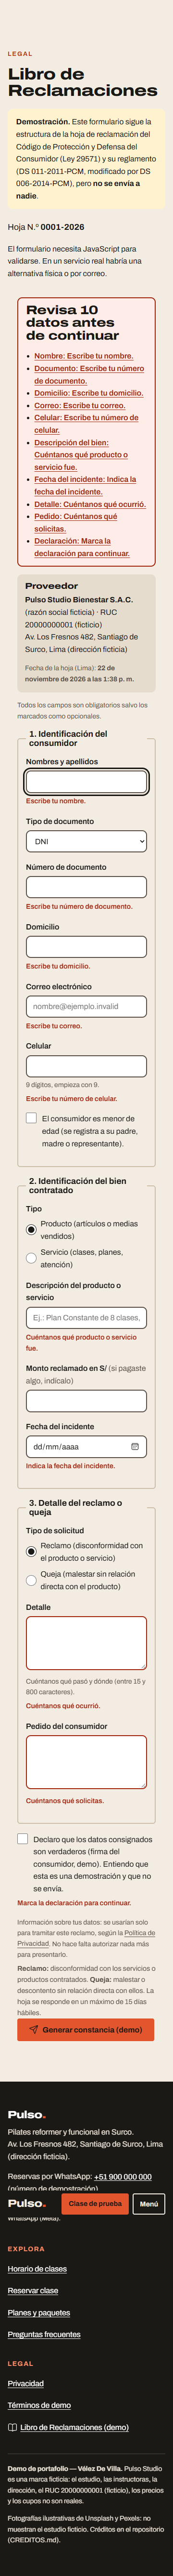 LEGAL
Libro de
Reclamaciones
Demostración. Este formulario sigue la
estructura de la hoja de reclamación del
Código de Protección y Defensa del
Consumidor (Ley 29571) y su reglamento
(DS 011-2011-PCM, modificado por DS
006-2014-PCM), pero no se envía a
nadie.
Hoja N.º 0001-2026
El formulario necesita JavaScript para
validarse. En un servicio real habría una
alternativa física o por correo.
Revisa 10
datos antes
de continuar
Nombre: Escribe tu nombre.
Documento: Escribe tu número
de documento.
Domicilio: Escribe tu domicilio.
Correo: Escribe tu correo.
Celular: Escribe tu número de
celular.
Descripción del bien:
Cuéntanos qué producto o
servicio fue.
Fecha del incidente: Indica la
fecha del incidente.
Detalle: Cuéntanos qué ocurrió.
Pedido: Cuéntanos qué
solicitas.
Declaración: Marca la
declaración para continuar.
Proveedor
Pulso Studio Bienestar S.A.C.
(razón social ficticia) · RUC
20000000001 (ficticio)
Av. Los Fresnos 482, Santiago de
Surco, Lima (dirección ficticia)
Fecha de la hoja (Lima): 22 de
noviembre de 2026 a las 1:38 p. m.
Todos los campos son obligatorios salvo los
marcados como opcionales.
1. Identificación del
consumidor
Nombres y apellidos
Escribe tu nombre.
Tipo de documento
DNI
Número de documento
Escribe tu número de documento.
Domicilio
Escribe tu domicilio.
Correo electrónico
nombre@ejemplo.invalid
Escribe tu correo.
Celular
9 dígitos, empieza con 9.
Escribe tu número de celular.
El consumidor es menor de
edad (se registra a su padre,
madre o representante).
2. Identificación del bien
contratado
Tipo
Producto (artículos o medias
vendidos)
Servicio (clases, planes,
atención)
Descripción del producto o
servicio
Ej.: Plan Constante de 8 clases,
Cuéntanos qué producto o servicio
fue.
Monto reclamado en S/ (si pagaste
algo, indícalo)
Fecha del incidente
dd/mm/aaaa
Indica la fecha del incidente.
3. Detalle del reclamo o
queja
Tipo de solicitud
Reclamo (disconformidad con
el producto o servicio)
Queja (malestar sin relación
directa con el producto)
Detalle
Cuéntanos qué pasó y dónde (entre 15 y
800 caracteres).
Cuéntanos qué ocurrió.
Pedido del consumidor
Cuéntanos qué solicitas.
Declaro que los datos consignados
son verdaderos (firma del
consumidor, demo). Entiendo que
esta es una demostración y que no
se envía.
Marca la declaración para continuar.
Información sobre tus datos: se usarían solo
para tramitar este reclamo, según la Política de
Privacidad. No hace falta autorizar nada más
para presentarlo.
Reclamo: disconformidad con los servicios o
productos contratados. Queja: malestar o
descontento sin relación directa con ellos. La
hoja se responde en un máximo de 15 días
hábiles.
Generar constancia (demo)
Pulso.
Pilates reformer y funcional en Surco.
Av. Los Fresnos 482, Santiago de Surco, Lima
(dirección ficticia).
Reservas por WhatsApp: +51 900 000 000
(número de demostración)
Pulso.
Clase de prueba
Menú
WhatsApp (Meta).
EXPLORA
Horario de clases
Reservar clase
Planes y paquetes
Preguntas frecuentes
LEGAL
Privacidad
Términos de demo
Libro de Reclamaciones (demo)
Demo de portafolio — Vélez De Villa. Pulso Studio
es una marca ficticia: el estudio, las instructoras, la
dirección, el RUC 20000000001 (ficticio), los precios
y los cupos no son reales.
Fotografías ilustrativas de Unsplash y Pexels: no
muestran el estudio ficticio. Créditos en el repositorio
(CREDITOS.md).